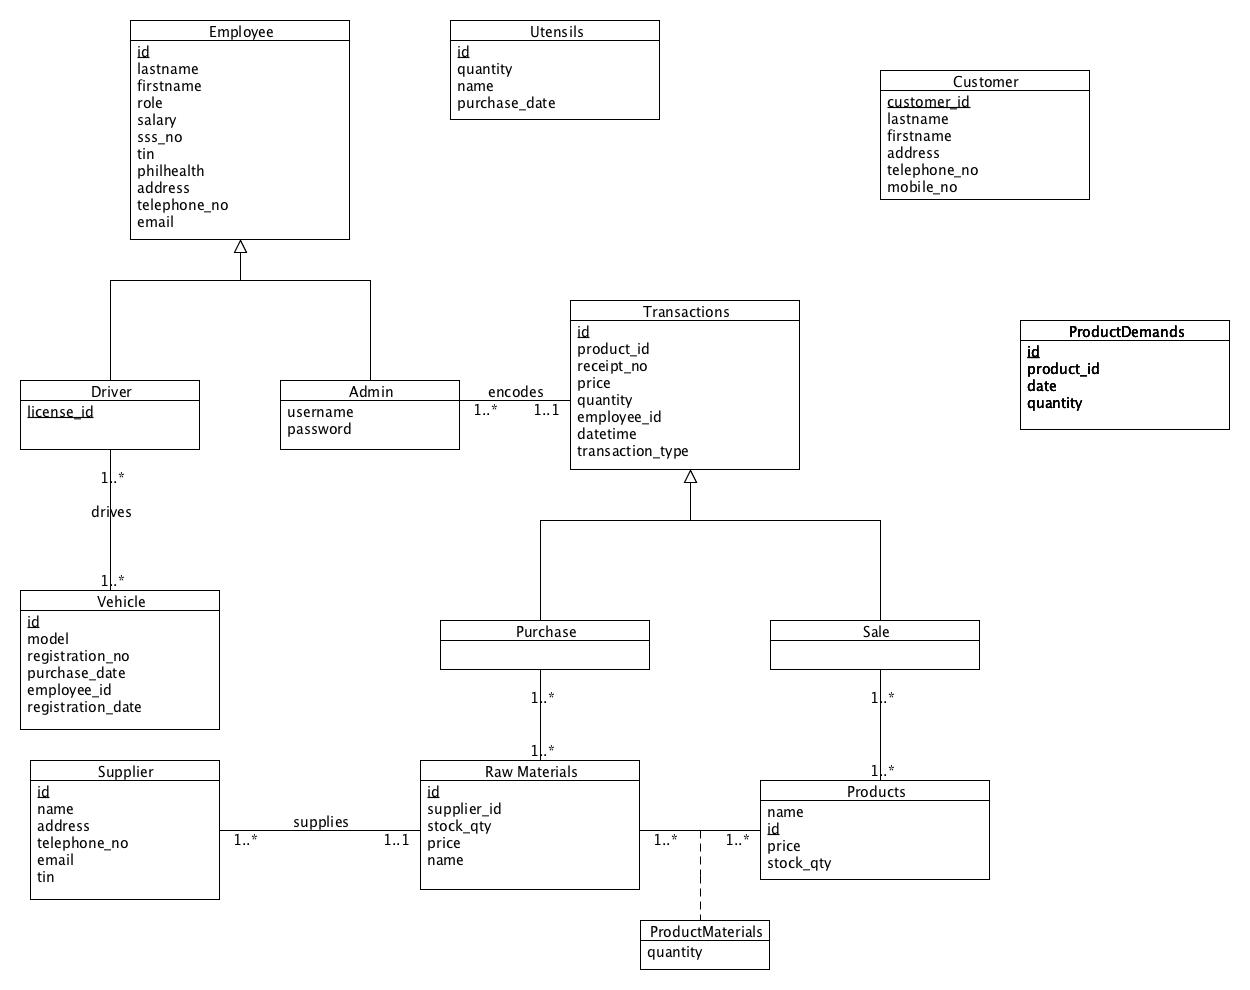 Employee
id
lastname
firstname
role
salary
sss_no
tin
philhealth
address
telephone_no
email
Utensils
id
quantity
name
purchase_date
Customer
customer_id
lastname
firstname
address
telephone_no
mobile_no
Driver
license_id
Admin
username
password
encodes
1..*
1..1
Transactions
id
product_id
receipt_no
price
quantity
employee_id
datetime
transaction_type
ProductDemands
id
product_id
date
quantity
1..*
drives
1..*
Vehicle
id
model
registration_no
purchase_date
employee_id
registration_date
Purchase
1..*
1..*
Sale
1..*
1..*
Supplier
id
name
address
telephone_no
email
tin
supplies
1..*
1..1
Raw Materials
id
supplier_id
stock_qty
price
name
1..*
1..*
Products
name
id
price
stock_qty
ProductMaterials
quantity